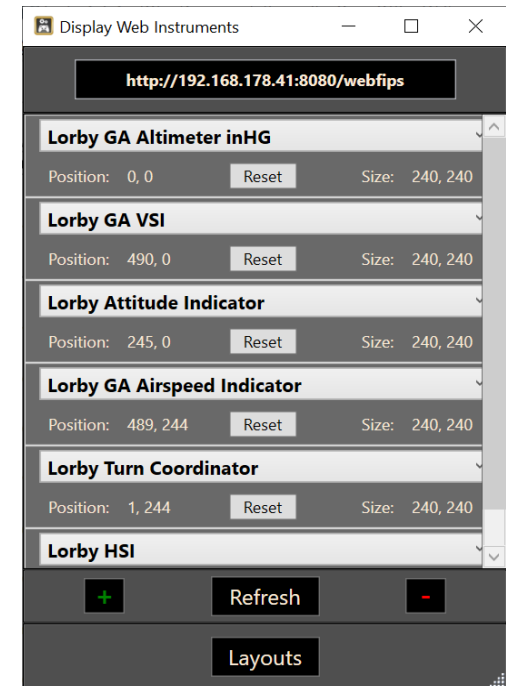 Display Web Instruments
http://192.168.178.41:8080/webfips
Lorby GA Altimeter inHG
Position: 0, 0 Reset Size: 240, 240
Lorby GA VSI
Position: 490, 0 Reset Size: 240, 240
Lorby Attitude Indicator
Position: 245, 0 Reset Size: 240, 240
Lorby GA Airspeed Indicator
Position: 489, 244 Reset Size: 240, 240
Lorby Turn Coordinator
Position: 1, 244 Reset Size: 240, 240
Lorby HSI
+ Refresh -
Layouts